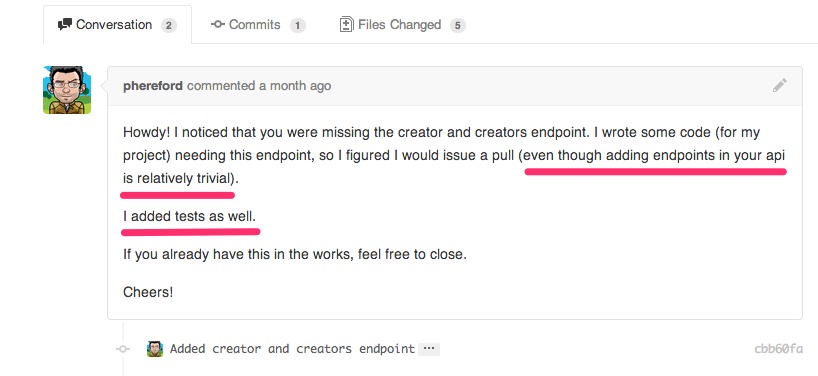 Conversation 2 Commits 1 Files Changed 5
phereford commented a month ago
Howdy! I noticed that you were missing the creator and creators endpoint. I wrote some code (for my
project) needing this endpoint, so I figured I would issue a pull (even though adding endpoints in your api
is relatively trivial).
I added tests as well.
If you already have this in the works, feel free to close.
Cheers!
Added creator and creators endpoint ... cbb60fa